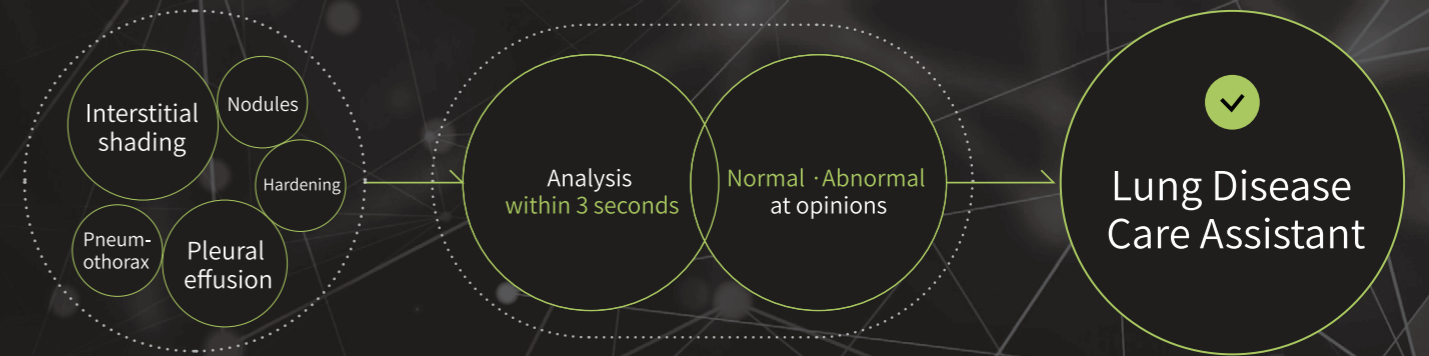 Interstitial
shading
Nodules
Hardening
Pneum-
othorax
Pleural
effusion
Analysis
within 3 seconds
Normal · Abnormal
at opinions
Lung Disease
Care Assistant